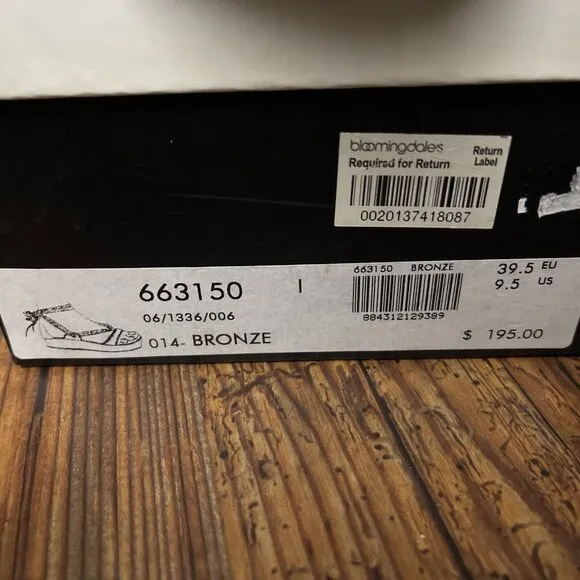 bloomingdale's Return
Required for Return Label
0020137418087
663150 I
06/1336/006
014- BRONZE
663150 BRONZE
884312129389
39.5 EU
9.5 US
$ 195.00